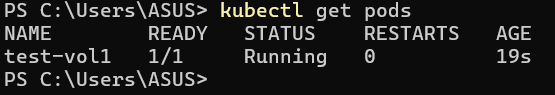 PS C:\Users\ASUS> kubectl get pods
NAME        READY   STATUS    RESTARTS   AGE
test-vol1   1/1     Running   0          19s
PS C:\Users\ASUS>